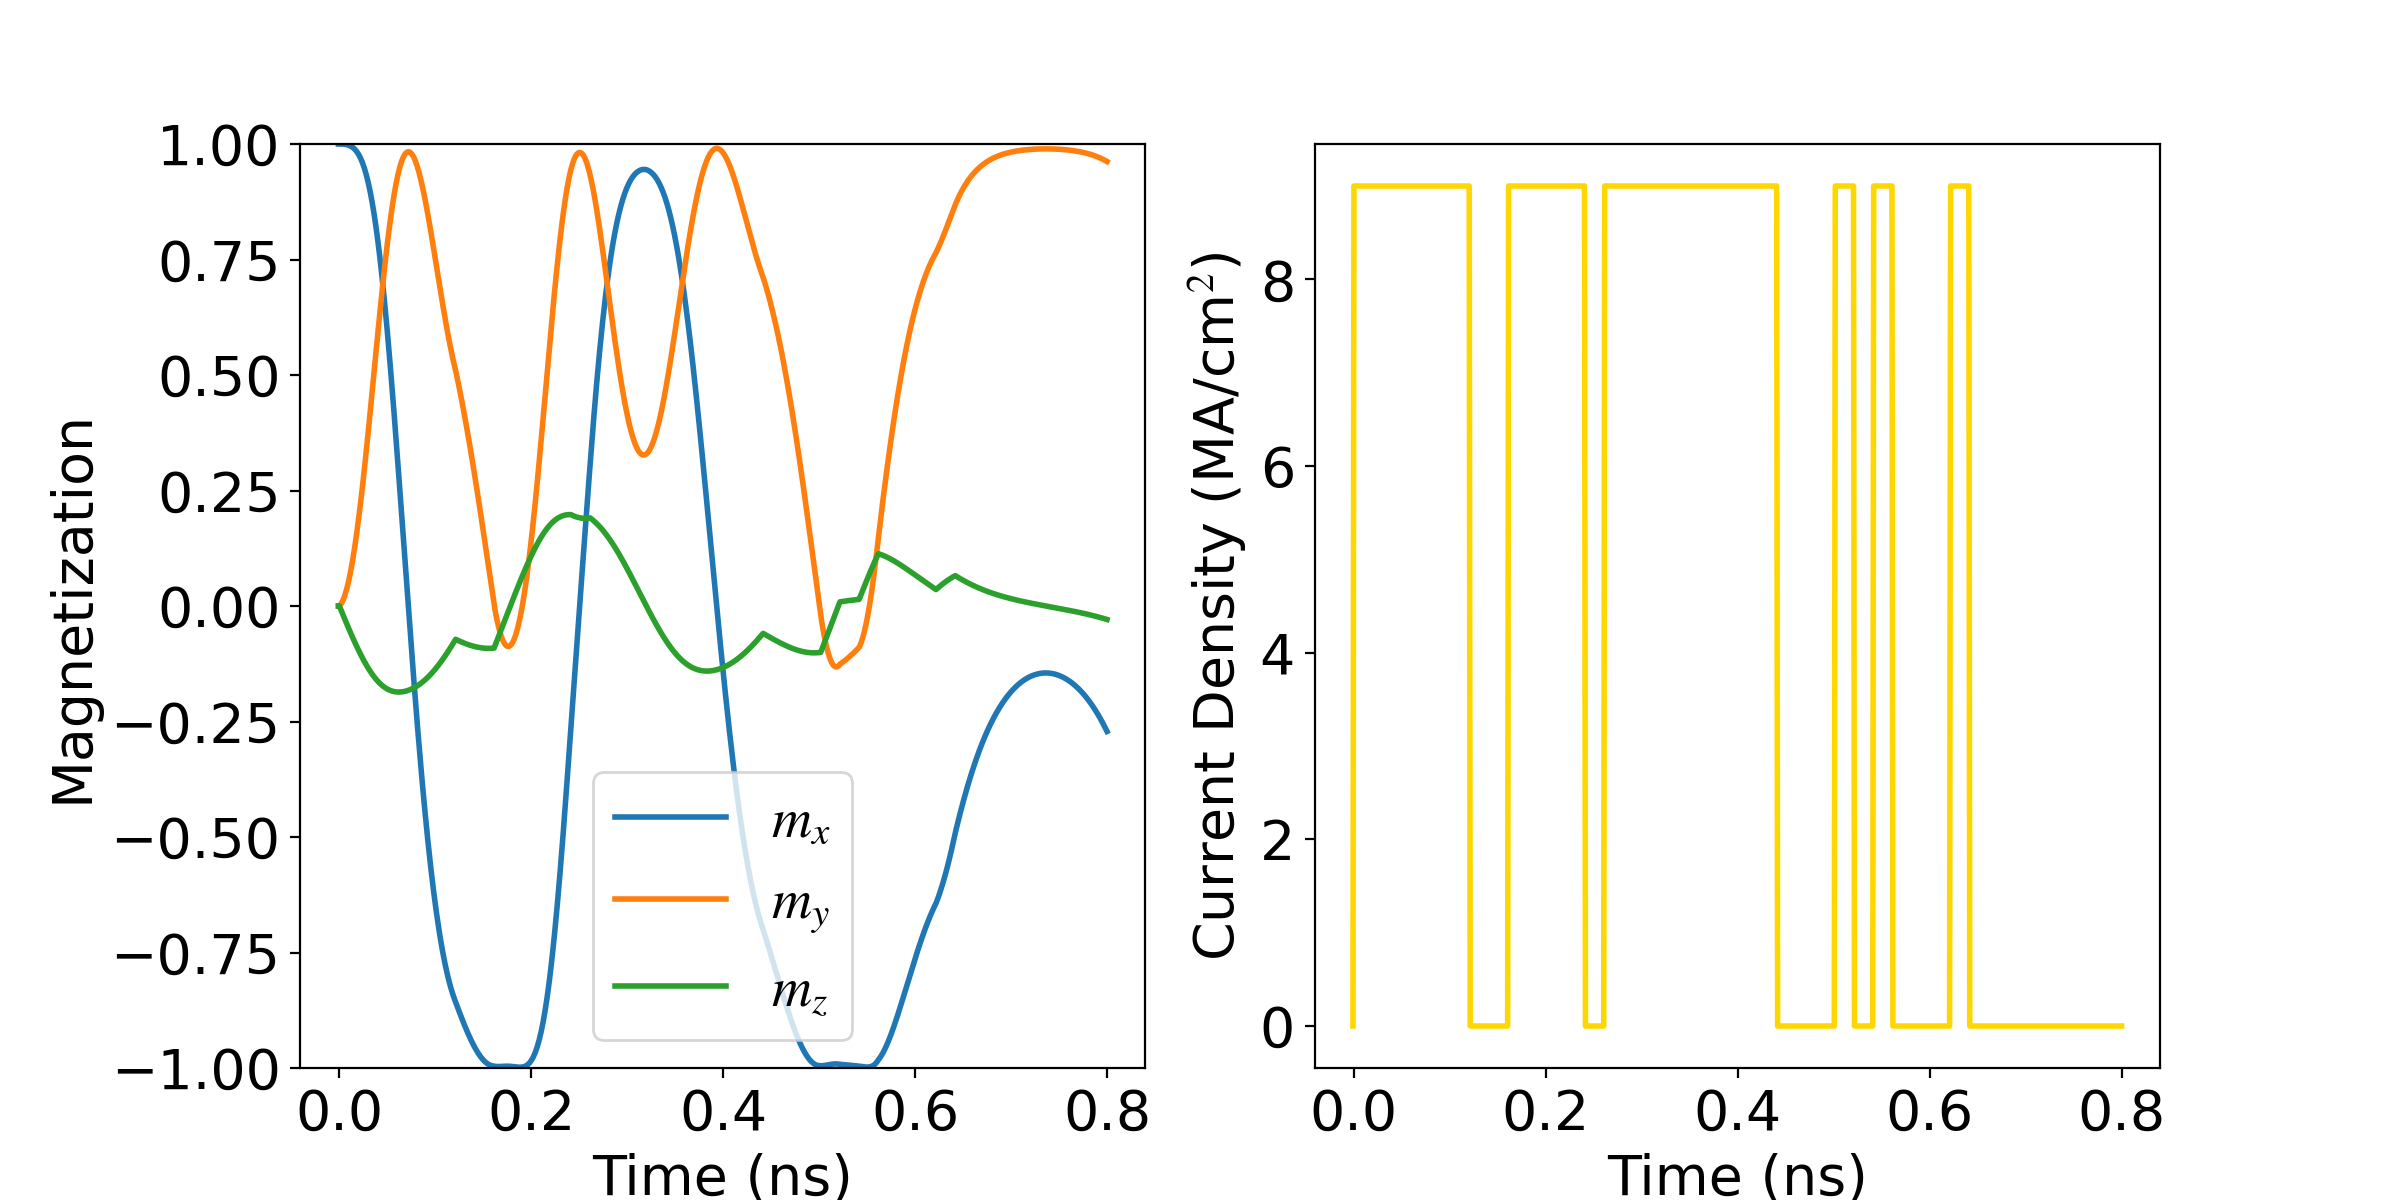 1.00
0.75
0.50
0.25
0.00
−0.25
−0.50
−0.75
−1.00
Magnetization
0.0 0.2 0.4 0.6 0.8
Time (ns)
m_x
m_y
m_z
8
6
4
2
0
Current Density (MA/cm²)
0.0 0.2 0.4 0.6 0.8
Time (ns)